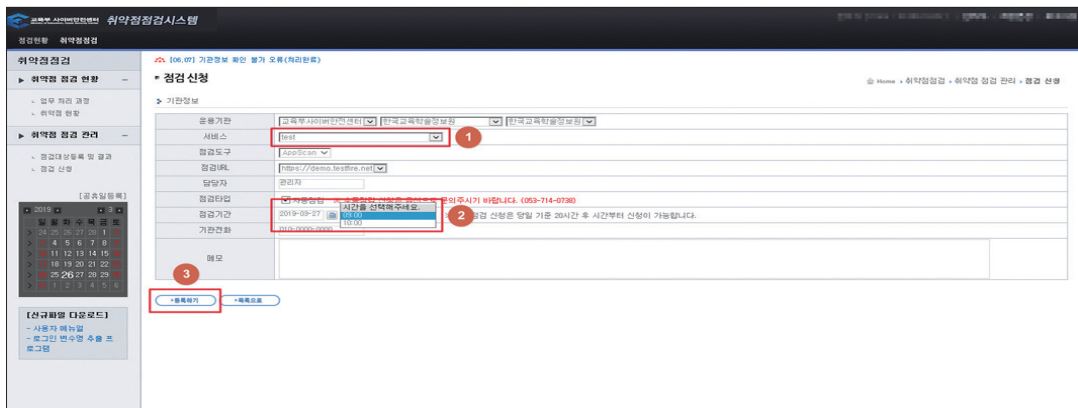 교육부 사이버안전센터 취약점점검시스템
점검현황 취약점점검
취약점점검
▶ 취약점 점검 현황 −
업무 처리 과정
취약점 현황
▶ 취약점 점검 관리 −
점검대상등록 및 결과
점검 신청
[공휴일등록]
2019 3
일 월 화 수 목 금 토
24 25 26 27 28 1
4 5 6 7 8
11 12 13 14 15
18 19 20 21 22
25 26 27 28 29
1 2 3 4 5 6
[신규파일 다운로드]
- 사용자 메뉴얼
- 로그인 변수명 추출 프
로그램
[06.07] 기관정보 확인 불가 오류(처리완료)
점검 신청
Home › 취약점점검 › 취약점 점검 관리 › 점검 신청
기관정보
운용기관 교육부사이버안전센터 한국교육학술정보원 한국교육학술정보원
서비스 test 1
점검도구 AppScan
점검URL https://demo.testfire.net
담당자 관리자
점검타입 문의주시기 바랍니다. (053-714-0738)
시간을 선택해주세요.
점검기간 2019-03-27 09:00 2 점검 신청은 당일 기준 20시간 후 시간부터 신청이 가능합니다.
10:00
기관전화 010-0000-0000
메모
3
등록하기 목록으로